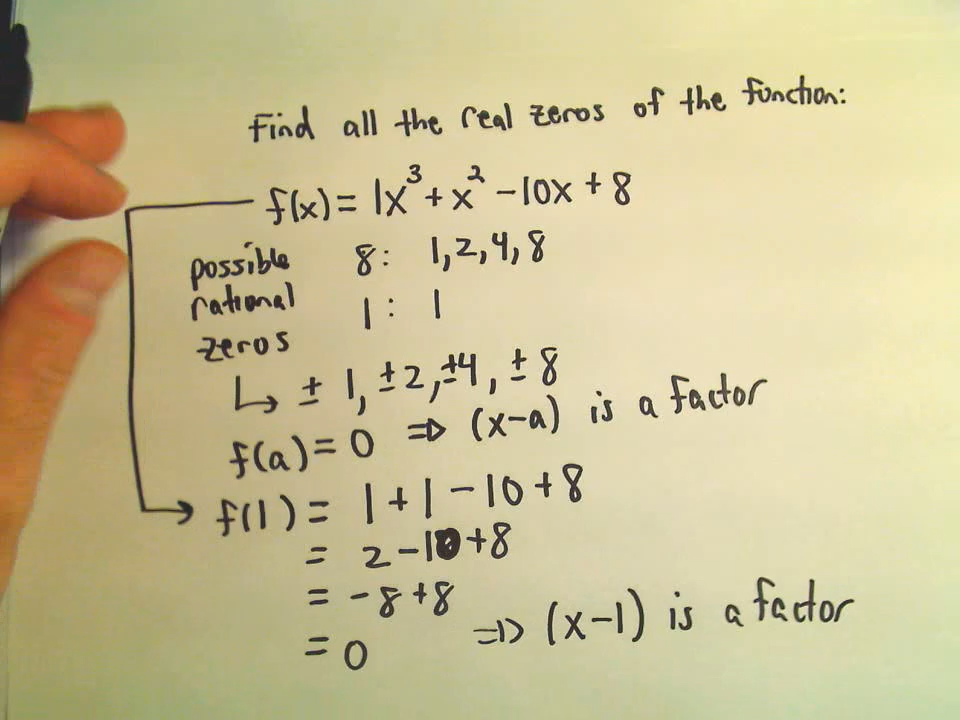 Find all the real zeros of the function:
f(x) = 1x³ + x² - 10x + 8
possible 8: 1, 2, 4, 8
rational 1: 1
zeros
↳ ± 1, ±2, ±4, ± 8
f(a) = 0 ⇒ (x-a) is a factor
f(1) = 1 + 1 - 10 + 8
= 2 - 10 + 8
= -8 + 8
= 0 ⇒ (x-1) is a factor